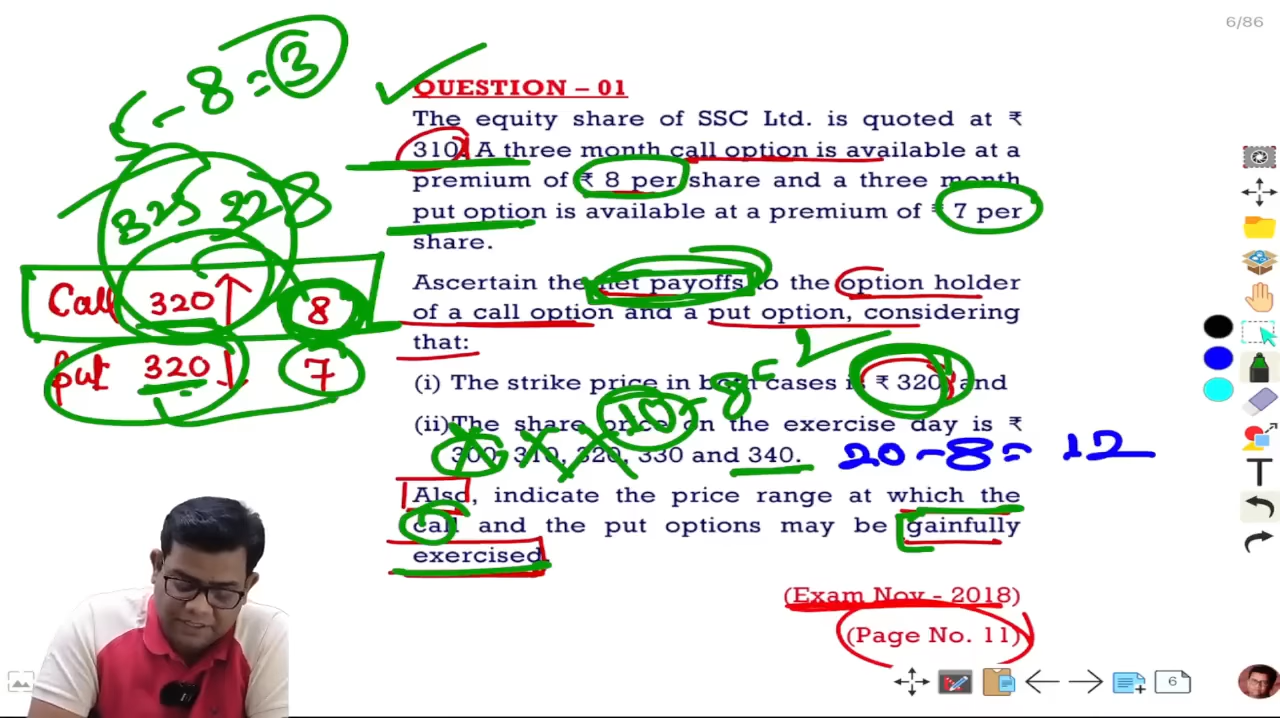 6/86
- 8 = 3
QUESTION – 01
The equity share of SSC Ltd. is quoted at ₹
310. A three month call option is available at a
premium of ₹ 8 per share and a three month
put option is available at a premium of ₹ 7 per
share.
325 328
Call 320 ↑ 8
put 320 ↓ 7
Ascertain the net payoffs to the option holder
of a call option and a put option, considering
that:
(i) The strike price in both cases is ₹ 320 and
10 - 8 = 2
(ii) The share price on the exercise day is ₹
300, 310, 320, 330 and 340.
20 - 8 = 12
Also, indicate the price range at which the
call and the put options may be gainfully
exercised.
(Exam Nov - 2018)
(Page No. 11)
T
6